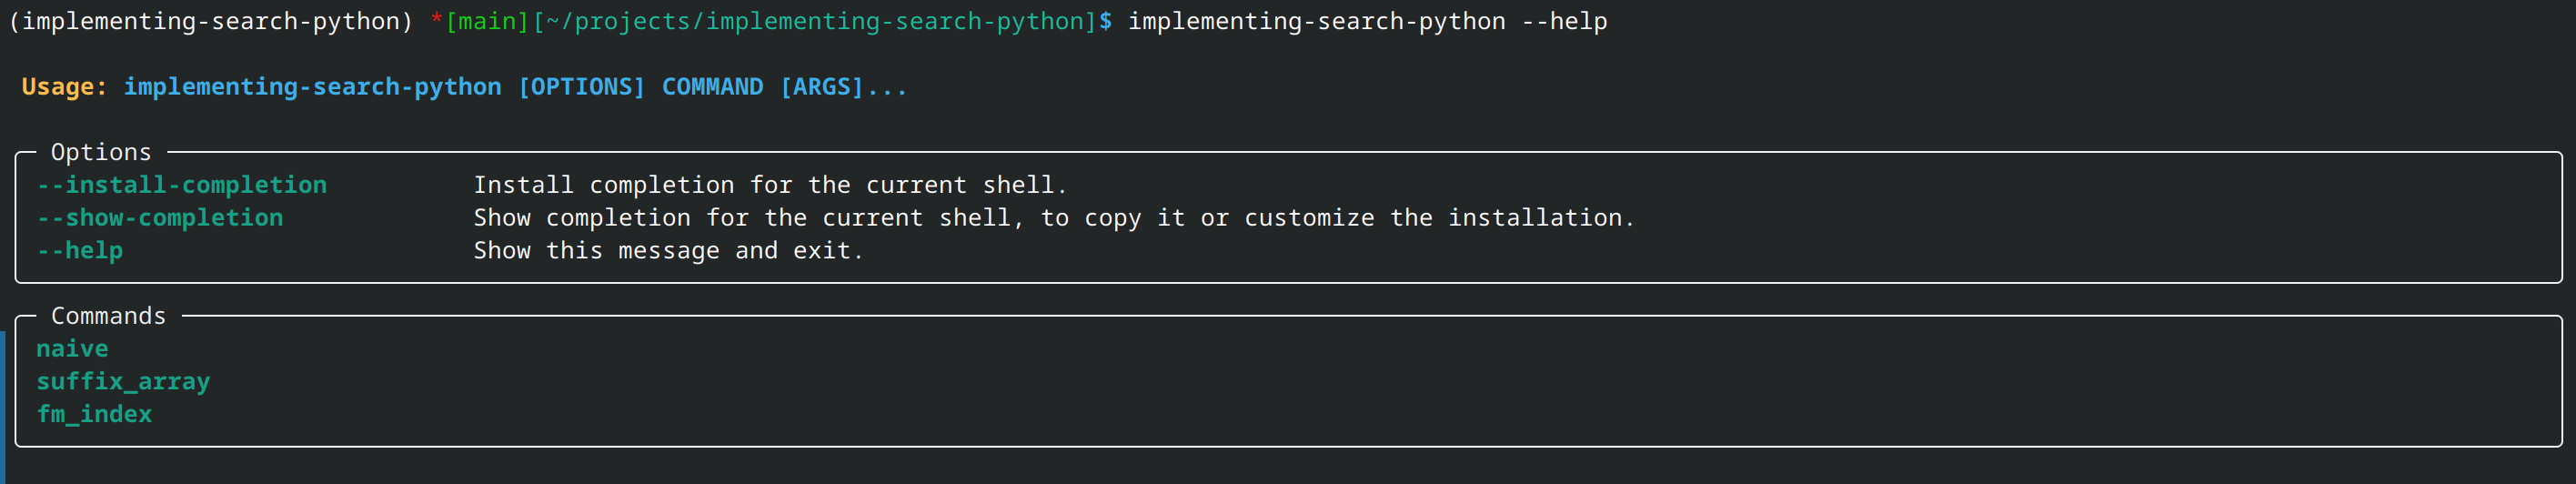 (implementing-search-python) *[main][~/projects/implementing-search-python]$ implementing-search-python --help
Usage: implementing-search-python [OPTIONS] COMMAND [ARGS]...
Options
--install-completion Install completion for the current shell.
--show-completion Show completion for the current shell, to copy it or customize the installation.
--help Show this message and exit.
Commands
naive
suffix_array
fm_index